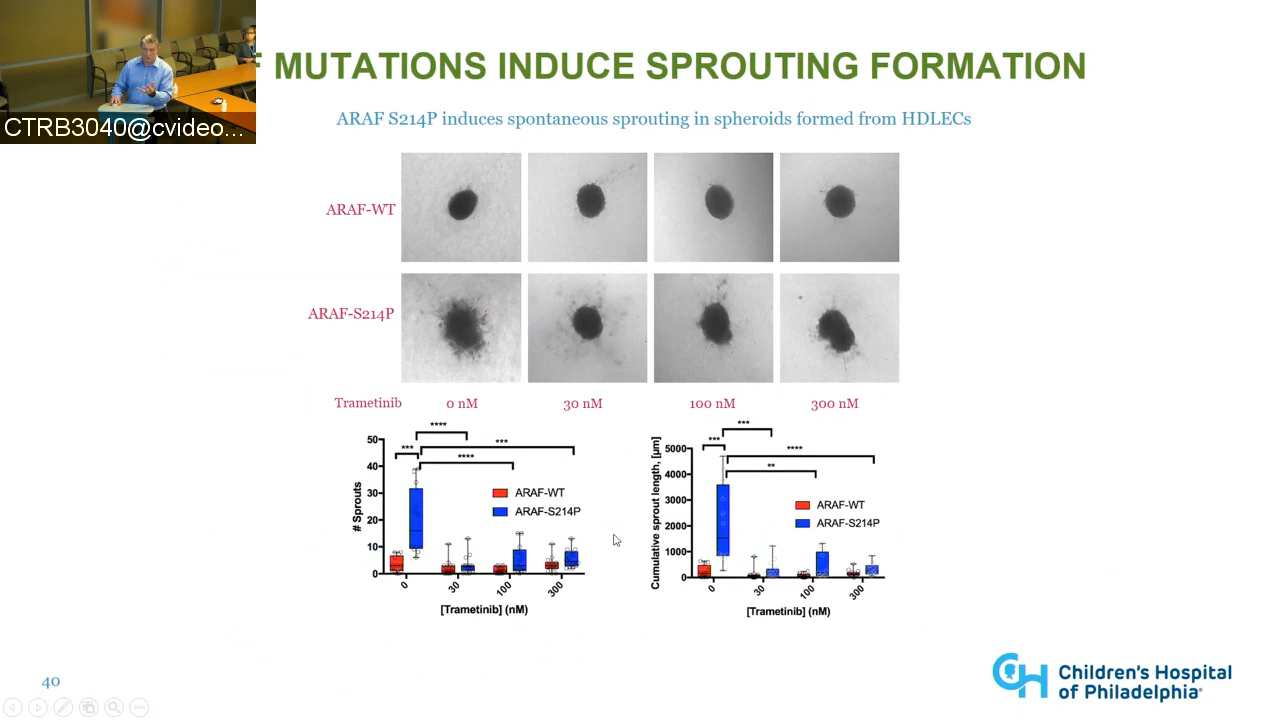 F MUTATIONS INDUCE SPROUTING FORMATION
CTRB3040@cvideo...
ARAF S214P induces spontaneous sprouting in spheroids formed from HDLECs
ARAF-WT
ARAF-S214P
Trametinib 0 nM 30 nM 100 nM 300 nM
# Sprouts
50
40
30
20
10
0
*** **** *** ****
ARAF-WT
ARAF-S214P
0 30 100 300
[Trametinib] (nM)
Cumulative sprout length, [µm]
5000
4000
3000
2000
1000
0
*** *** **** **
ARAF-WT
ARAF-S214P
0 30 100 300
[Trametinib] (nM)
40
CH Children's Hospital
of Philadelphia®